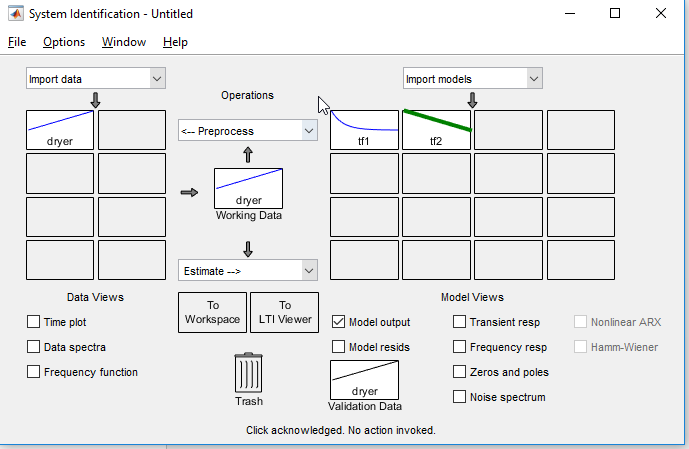 System Identification - Untitled
File Options Window Help
Import data
Operations
Import models
dryer
<-- Preprocess
tf1
tf2
dryer
Working Data
Estimate -->
Data Views
To
Workspace
To
LTI Viewer
Model Views
Time plot
Data spectra
Frequency function
Trash
Model output
Model resids
dryer
Validation Data
Transient resp
Frequency resp
Zeros and poles
Noise spectrum
Nonlinear ARX
Hamm-Wiener
Click acknowledged. No action invoked.